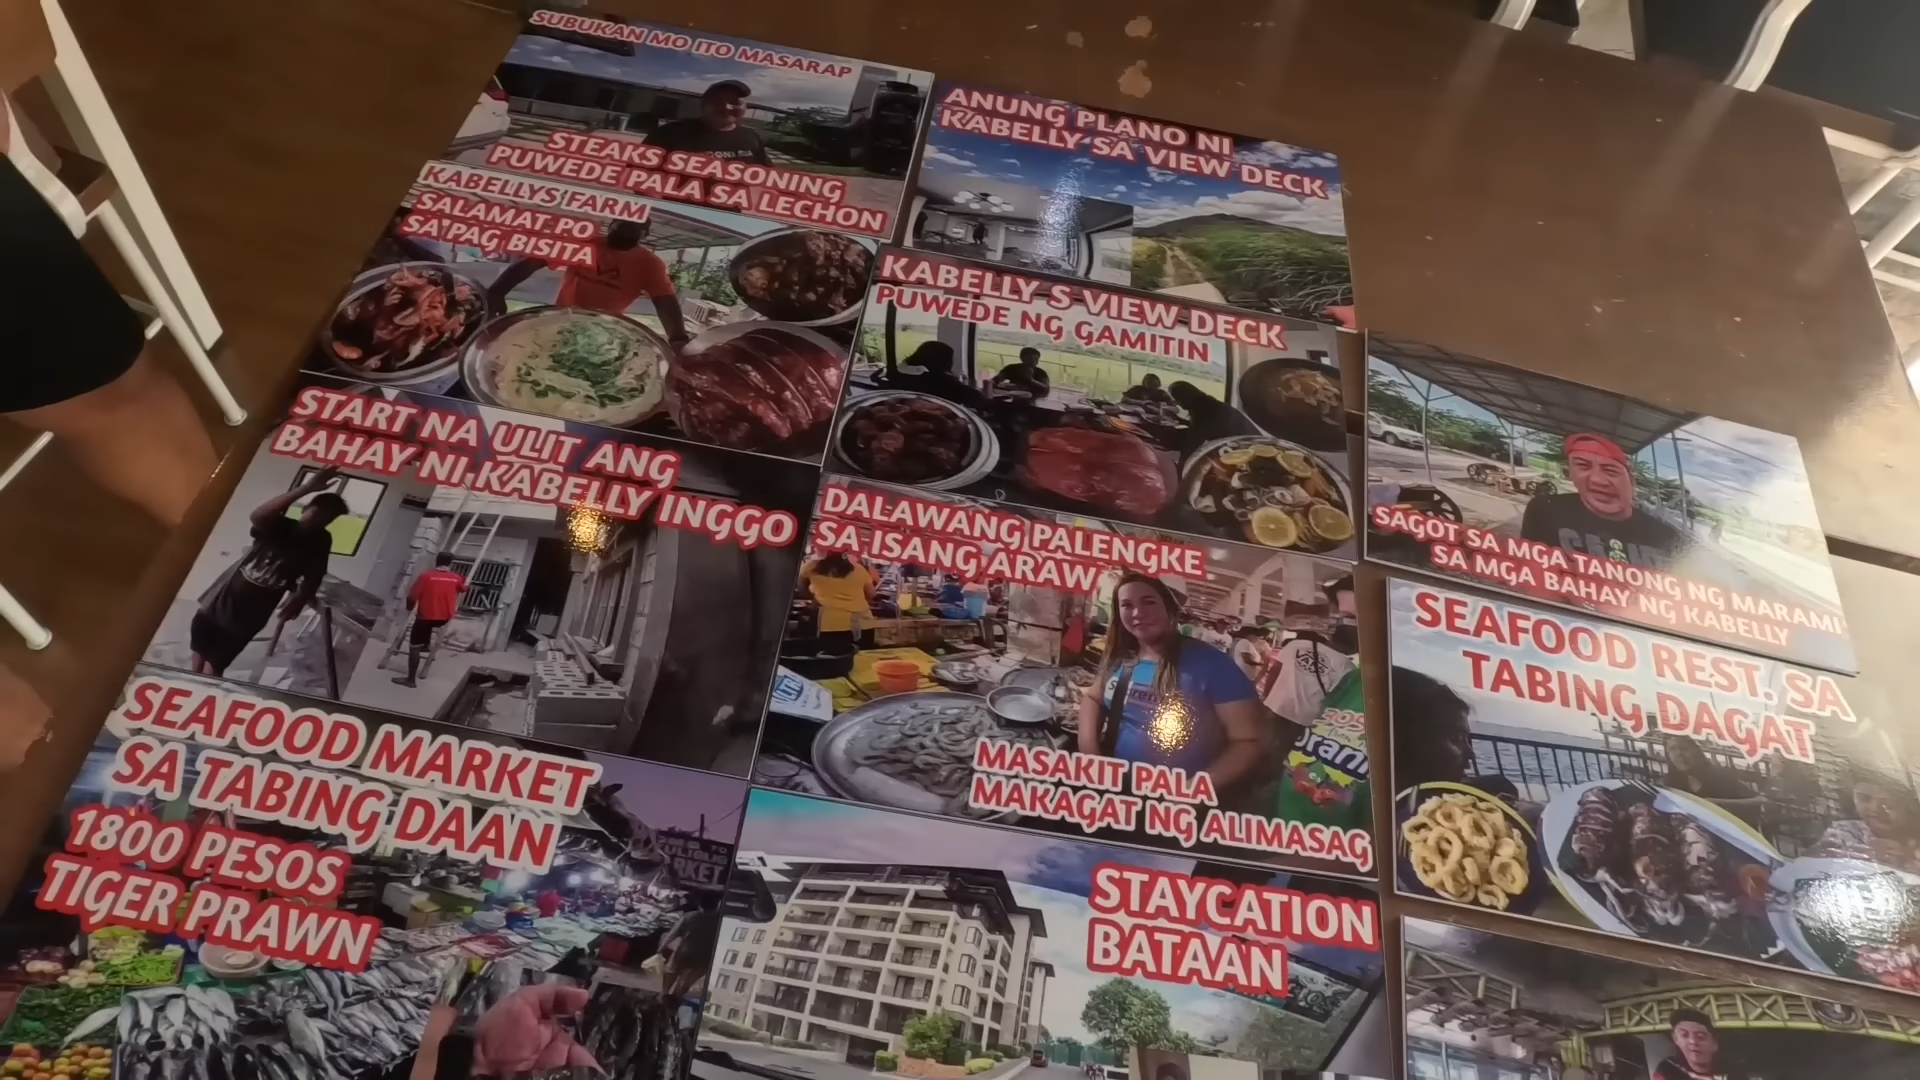 SUBUKAN MO ITO MASARAP
STEAKS SEASONING
PUWEDE PALA SA LECHON
ANUNG PLANO NI
KABELLY SA VIEW DECK
KABELLYS FARM
SALAMAT PO
SA PAG BISITA
KABELLY S VIEW DECK
PUWEDE NG GAMITIN
START NA ULIT ANG
BAHAY NI KABELLY INGGO
DALAWANG PALENGKE
SA ISANG ARAW
MASAKIT PALA
MAKAGAT NG ALIMASAG
SAGOT SA MGA TANONG NG MARAMI
SA MGA BAHAY NG KABELLY
SEAFOOD REST. SA
TABING DAGAT
SEAFOOD MARKET
SA TABING DAAN
1800 PESOS
TIGER PRAWN
STAYCATION
BATAAN